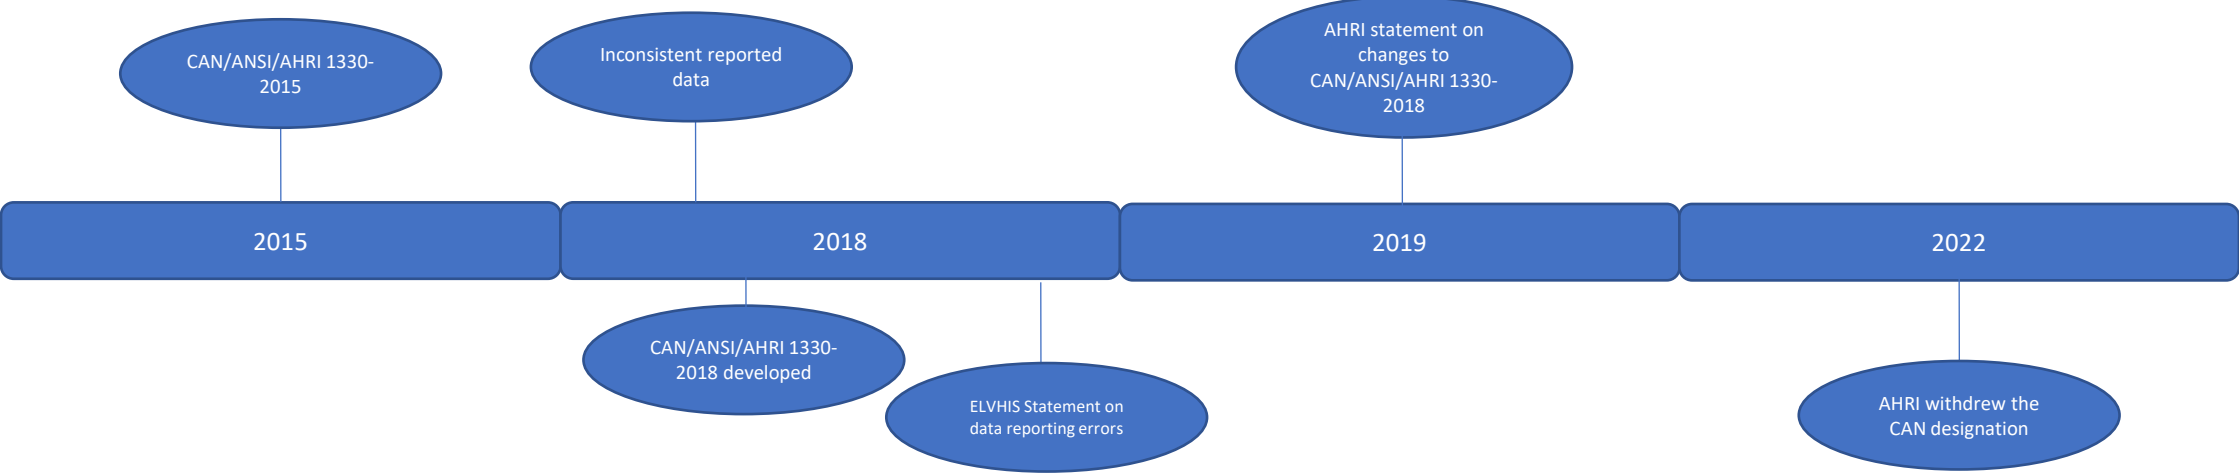 CAN/ANSI/AHRI 1330-
2015
Inconsistent reported
data
AHRI statement on
changes to
CAN/ANSI/AHRI 1330-
2018
2015
2018
2019
2022
CAN/ANSI/AHRI 1330-
2018 developed
ELVHIS Statement on
data reporting errors
AHRI withdrew the
CAN designation